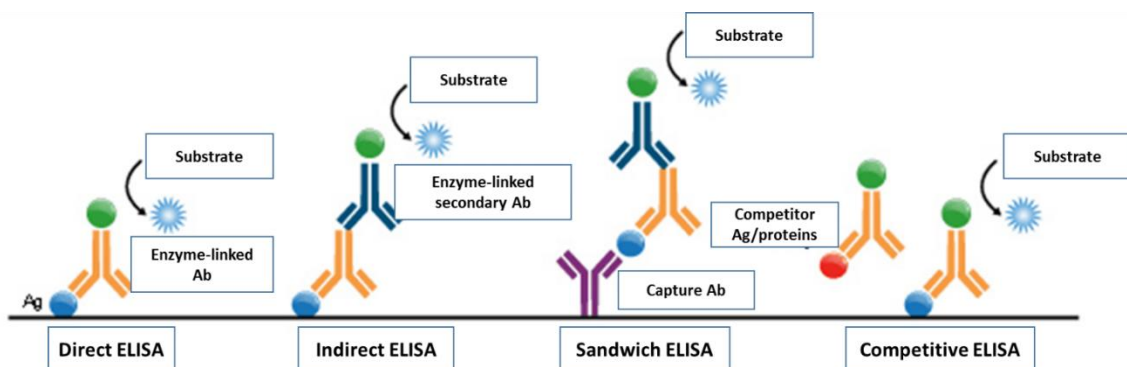 Substrate
Enzyme-linked
Ab
Ag
Direct ELISA
Substrate
Enzyme-linked
secondary Ab
Indirect ELISA
Substrate
Capture Ab
Sandwich ELISA
Competitor
Ag/proteins
Substrate
Competitive ELISA